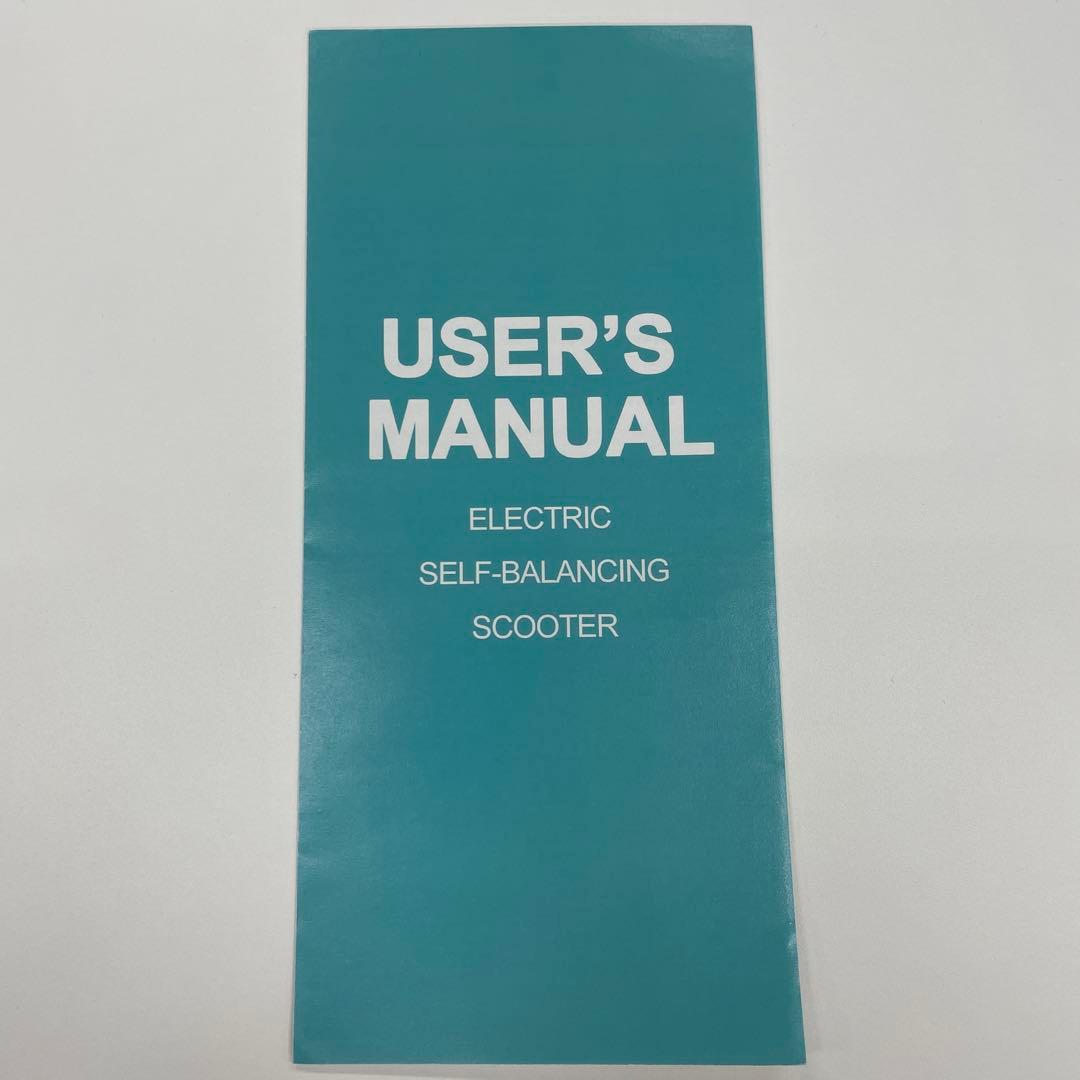 USER’S
MANUAL
ELECTRIC
SELF-BALANCING
SCOOTER